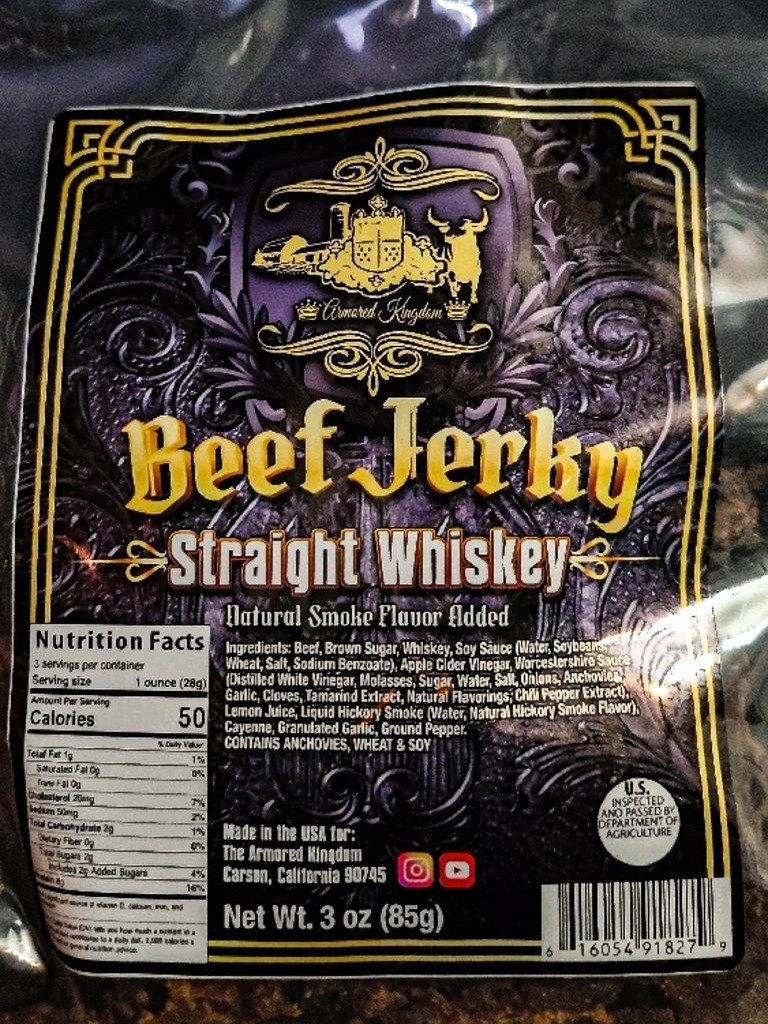 Armored Kingdom
Beef Jerky
Straight Whiskey
Natural Smoke Flavor Added
Nutrition Facts
3 servings per container
Serving size 1 ounce (28g)
Amount Per Serving
Calories 50
% Daily Value
Total Fat 1g 1%
Saturated Fat 0g 0%
Trans Fat 0g
Cholesterol 20mg 7%
Sodium 50mg 2%
Total Carbohydrate 2g 1%
Dietary Fiber 0g 0%
Total Sugars 2g
Includes 2g Added Sugars 4%
16%
Ingredients: Beef, Brown Sugar, Whiskey, Soy Sauce (Water, Soybeans,
Wheat, Salt, Sodium Benzoate), Apple Cider Vinegar, Worcestershire Sauce
(Distilled White Vinegar, Molasses, Sugar, Water, Salt, Onions, Anchovies,
Garlic, Cloves, Tamarind Extract, Natural Flavorings, Chili Pepper Extract),
Lemon Juice, Liquid Hickory Smoke (Water, Natural Hickory Smoke Flavor),
Cayenne, Granulated Garlic, Ground Pepper.
CONTAINS ANCHOVIES, WHEAT & SOY
U.S.
INSPECTED
AND PASSED BY
DEPARTMENT OF
AGRICULTURE
Made in the USA for:
The Armored Kingdom
Carson, California 90745
Net Wt. 3 oz (85g)
6 16054 91827 9